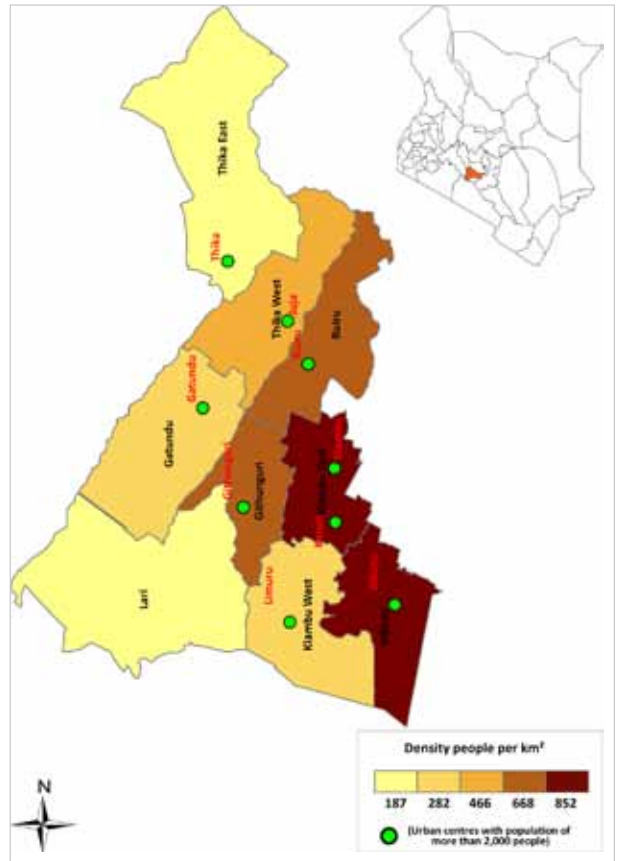 Thika East
Thika
Thika West
Juja
Ruiru
Gatundu
Gatundu
Githunguri
Githunguri
Lari
Limuru
Kiambu West
N
Density people per km²
187 282 466 668 852
(Urban centres with population of
more than 2,000 people)